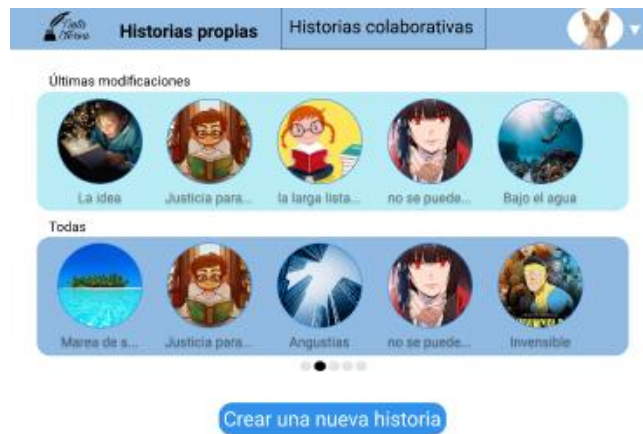 Historias propias
Historias colaborativas
Últimas modificaciones
La idea
Justicia para...
la larga lista...
no se puede...
Bajo el agua
Todas
Marea de s...
Justicia para...
Angustias
no se puede...
Invensible
Crear una nueva historia